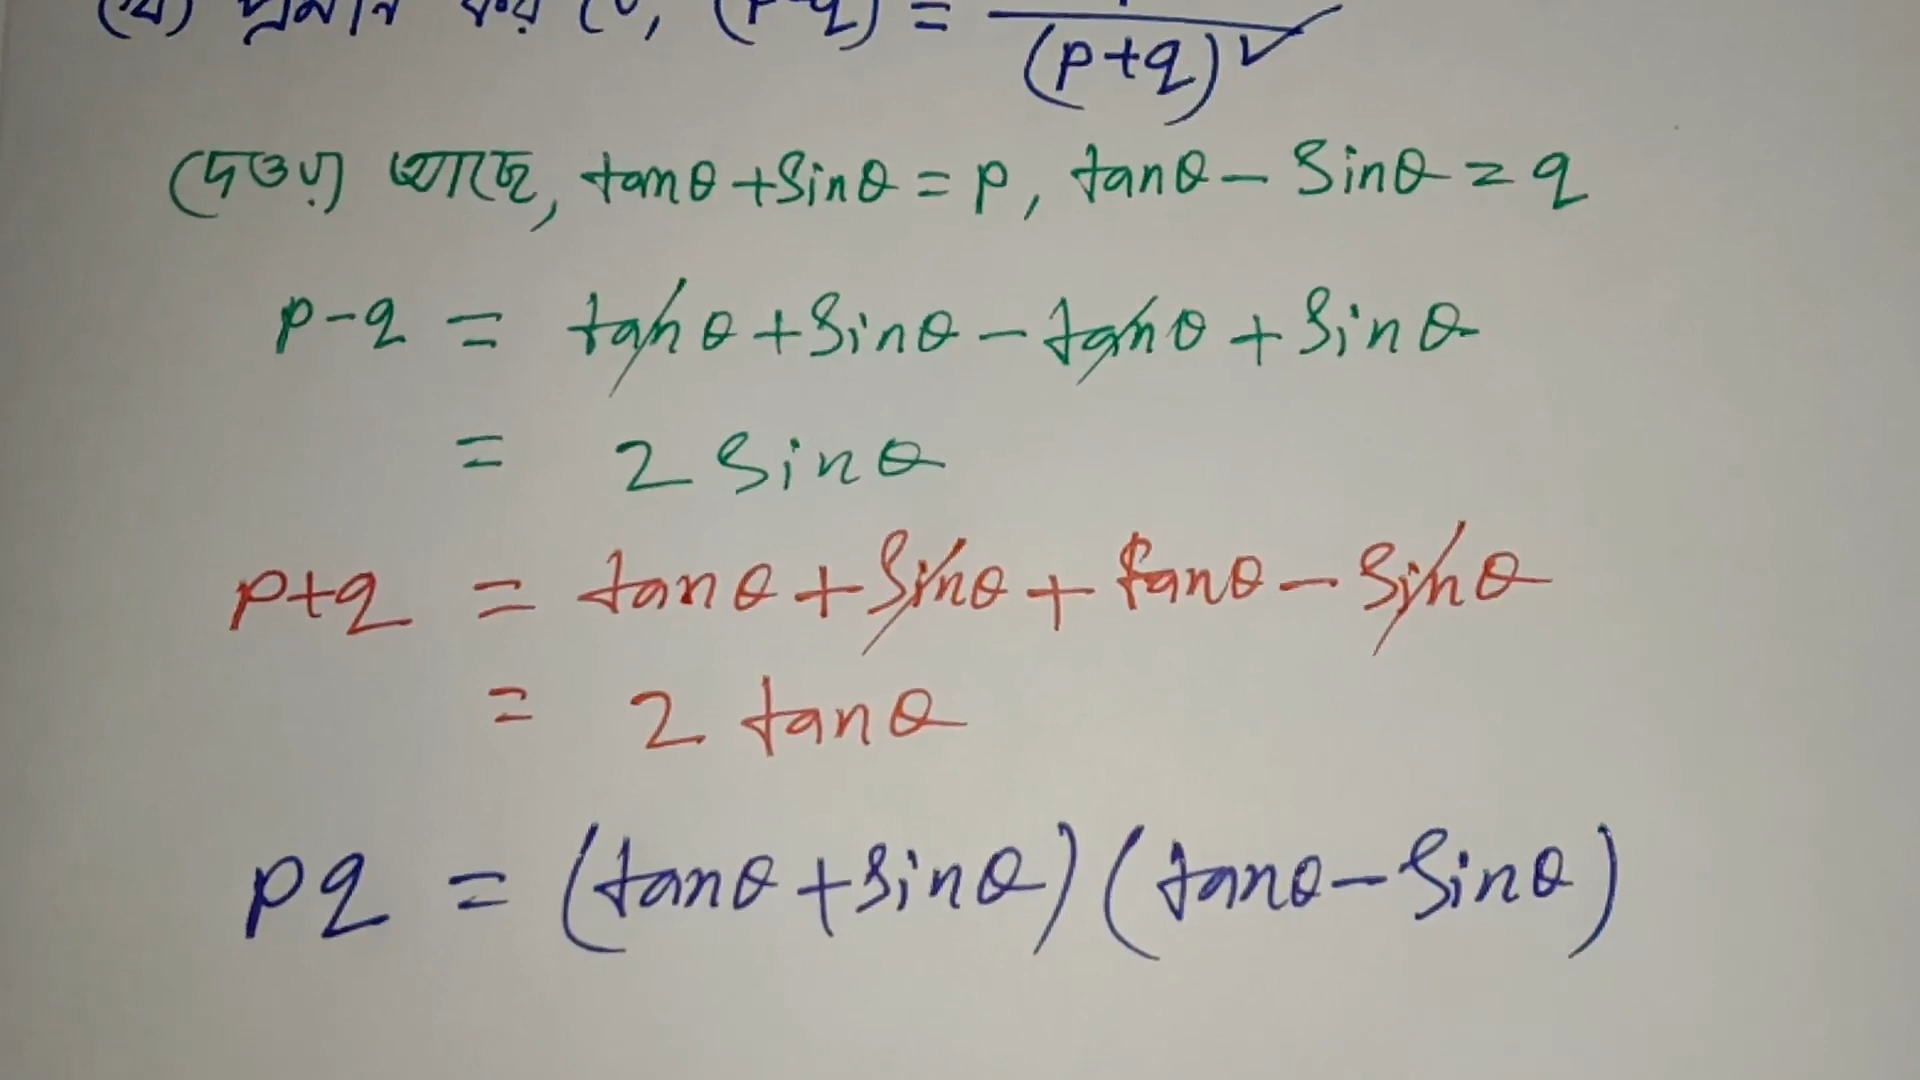 (p-q) =
(p+q)²
দেওয়া আছে, tanθ + sinθ = p, tanθ - sinθ = q
p-q = tanθ + sinθ - tanθ + sinθ
= 2 sinθ
p+q = tanθ + sinθ + tanθ - sinθ
= 2 tanθ
pq = (tanθ + sinθ) (tanθ - sinθ)